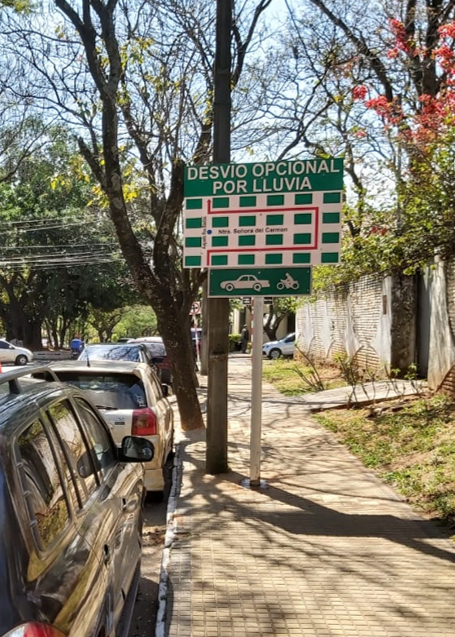 DESVIO OPCIONAL
POR LLUVIA
Ntra. Señora del Carmen